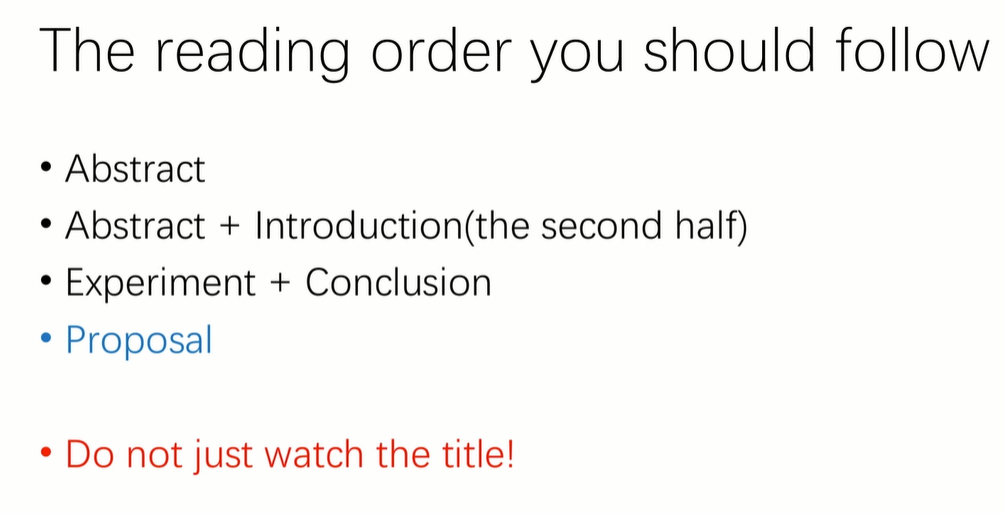 The reading order you should follow
• Abstract
• Abstract + Introduction(the second half)
• Experiment + Conclusion
• Proposal
• Do not just watch the title!